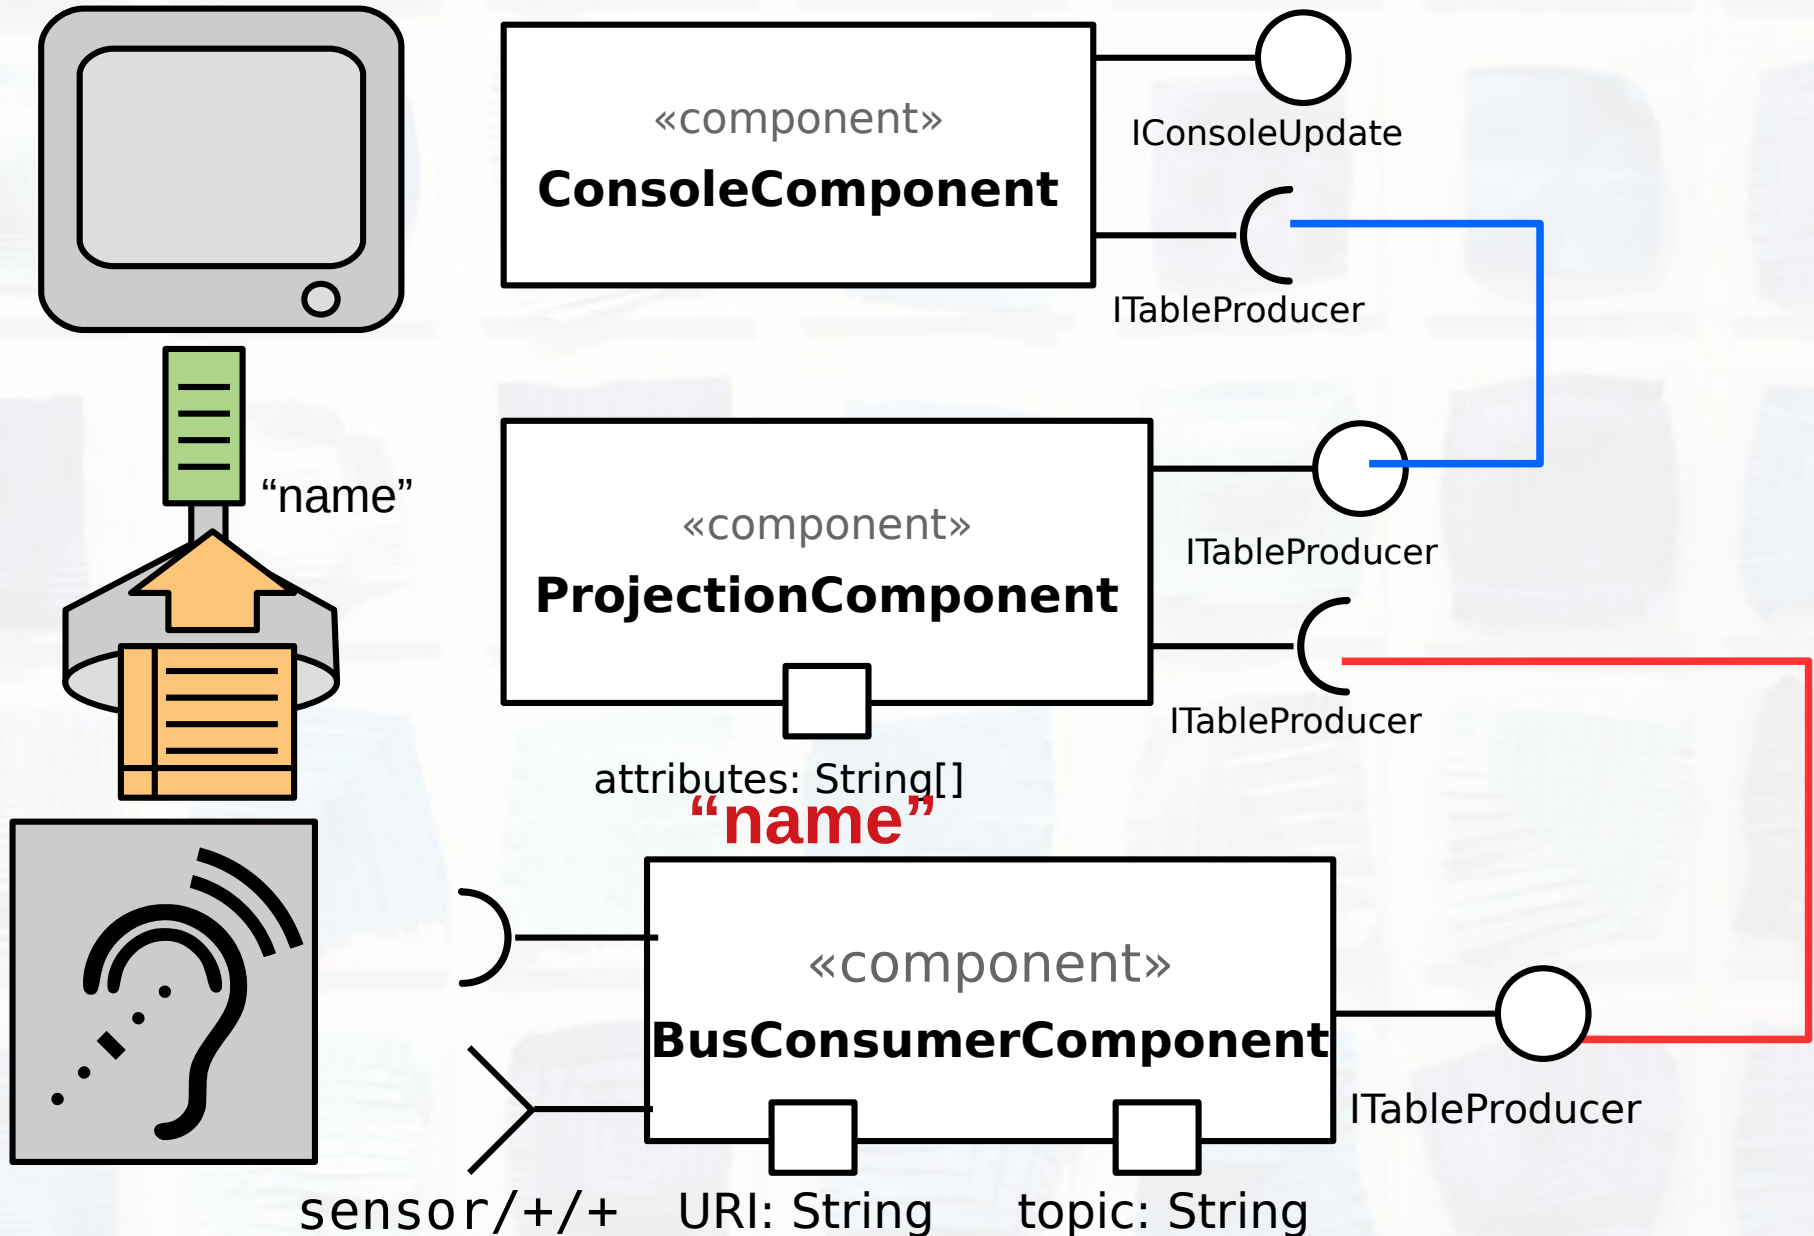 «component»
ConsoleComponent
IConsoleUpdate
ITableProducer
“name”
«component»
ProjectionComponent
ITableProducer
ITableProducer
attributes: String[]
“name”
«component»
BusConsumerComponent
ITableProducer
sensor/+/+
URI: String
topic: String